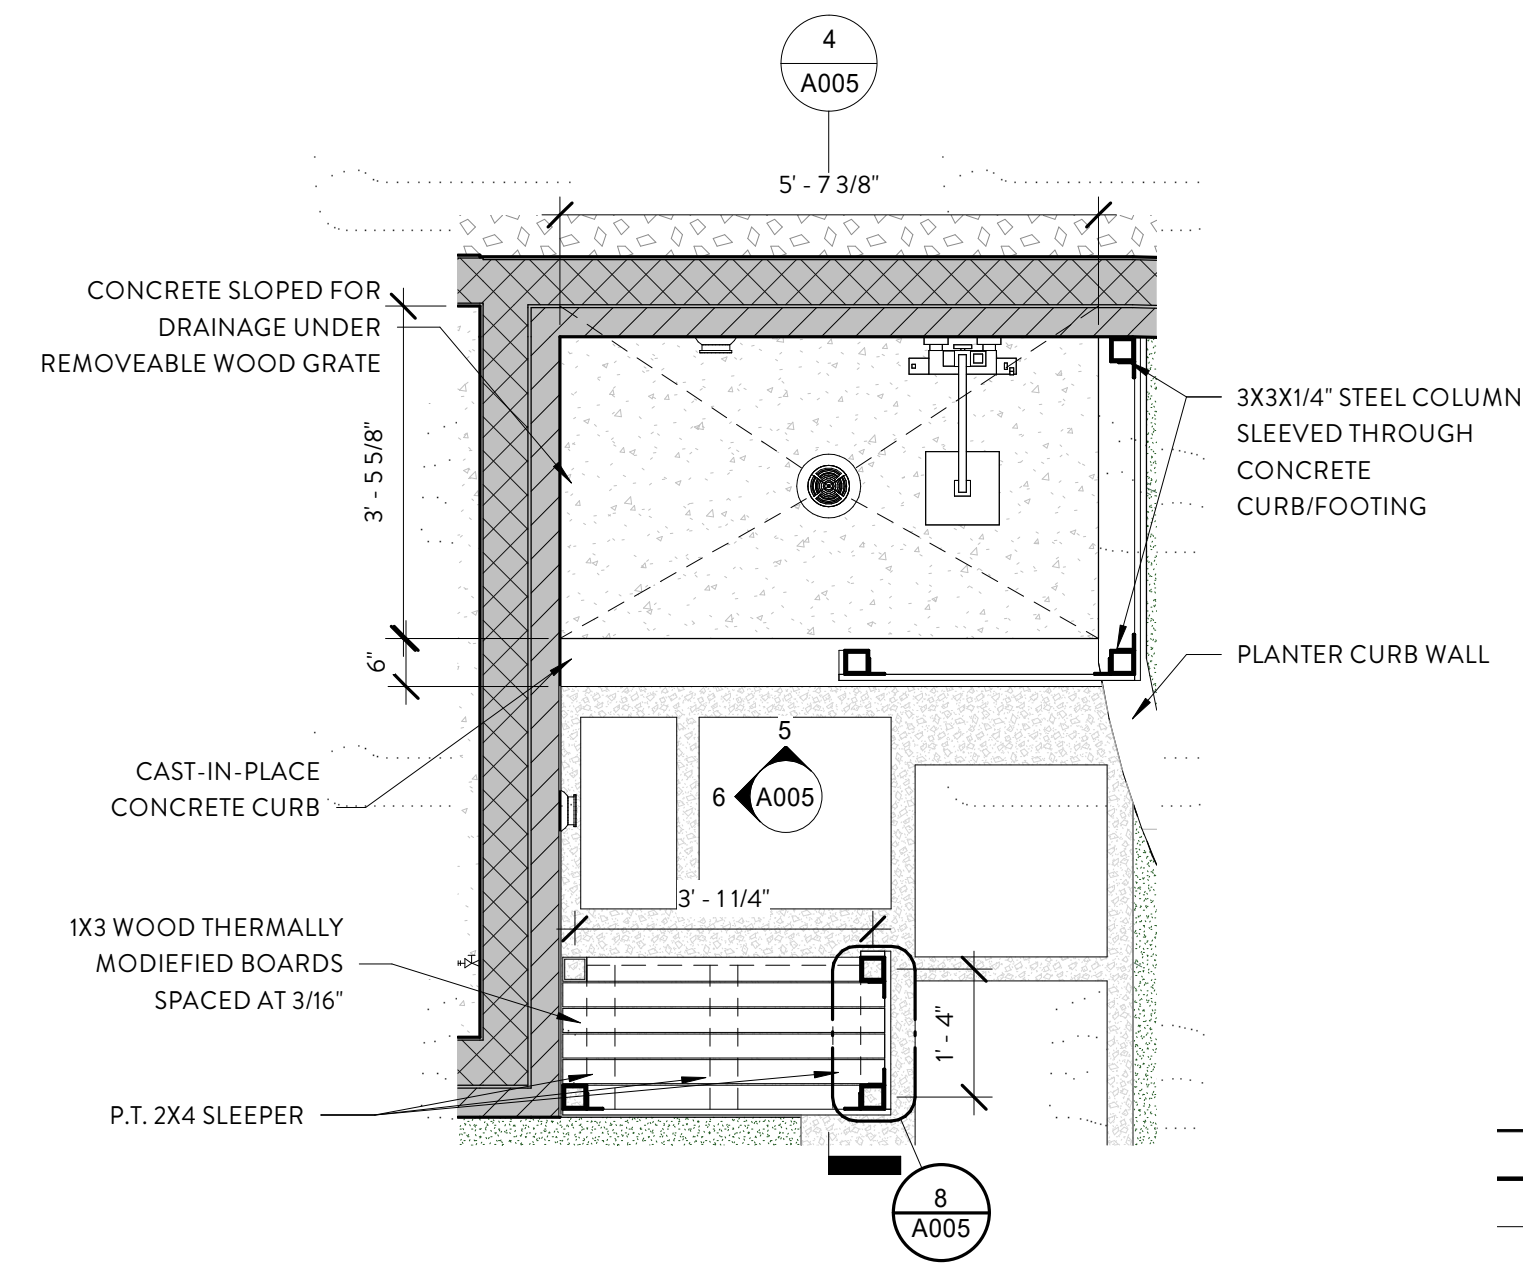 4
A005
5' - 7 3/8"
CONCRETE SLOPED FOR
DRAINAGE UNDER
REMOVEABLE WOOD GRATE
3' - 5 5/8"
6"
3X3X1/4" STEEL COLUMN
SLEEVED THROUGH
CONCRETE
CURB/FOOTING
PLANTER CURB WALL
CAST-IN-PLACE
CONCRETE CURB
5
6
A005
3' - 1 1/4"
1X3 WOOD THERMALLY
MODIEFIED BOARDS
SPACED AT 3/16"
1' - 4"
P.T. 2X4 SLEEPER
8
A005